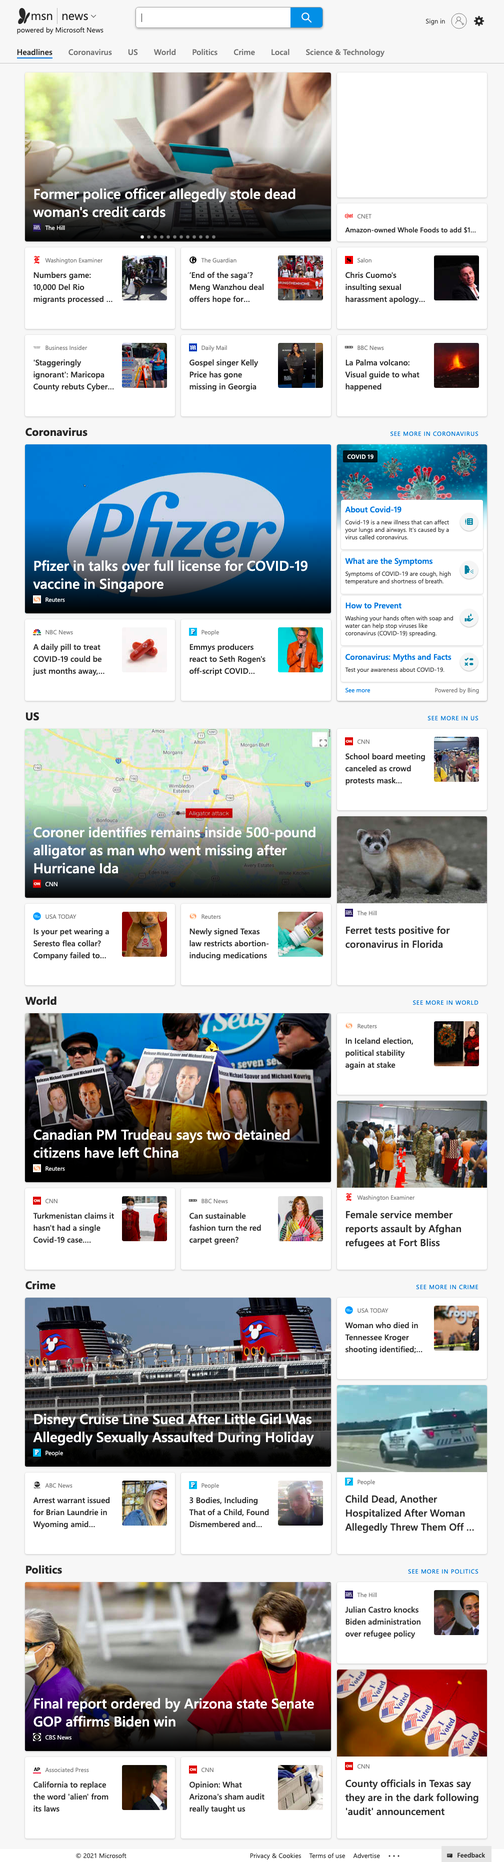 msn news
powered by Microsoft News
Sign in
Headlines Coronavirus US World Politics Crime Local Science & Technology
Former police officer allegedly stole dead
woman's credit cards
The Hill
CNET
Amazon-owned Whole Foods to add $1...
Washington Examiner
Numbers game:
10,000 Del Rio
migrants processed ...
The Guardian
'End of the saga'?
Meng Wanzhou deal
offers hope for...
Salon
Chris Cuomo's
insulting sexual
harassment apology...
Business Insider
'Staggeringly
ignorant': Maricopa
County rebuts Cyber...
Daily Mail
Gospel singer Kelly
Price has gone
missing in Georgia
BBC News
La Palma volcano:
Visual guide to what
happened
Coronavirus
SEE MORE IN CORONAVIRUS
Pfizer
Pfizer in talks over full license for COVID-19
vaccine in Singapore
Reuters
COVID 19
About Covid-19
Covid-19 is a new illness that can affect
your lungs and airways. It's caused by a
virus called coronavirus.
What are the Symptoms
Symptoms of COVID-19 are cough, high
temperature and shortness of breath.
How to Prevent
Washing your hands often with soap and
water can help stop viruses like
coronavirus (COVID-19) spreading.
Coronavirus: Myths and Facts
Test your awareness about COVID-19.
See more
Powered by Bing
NBC News
A daily pill to treat
COVID-19 could be
just months away,...
People
Emmys producers
react to Seth Rogen's
off-script COVID...
US
SEE MORE IN US
Alligator attack
Coroner identifies remains inside 500-pound
alligator as man who went missing after
Hurricane Ida
CNN
CNN
School board meeting
canceled as crowd
protests mask...
The Hill
Ferret tests positive for
coronavirus in Florida
USA TODAY
Is your pet wearing a
Seresto flea collar?
Company failed to...
Reuters
Newly signed Texas
law restricts abortion-
inducing medications
World
SEE MORE IN WORLD
Canadian PM Trudeau says two detained
citizens have left China
Reuters
Reuters
In Iceland election,
political stability
again at stake
Washington Examiner
Female service member
reports assault by Afghan
refugees at Fort Bliss
CNN
Turkmenistan claims it
hasn't had a single
Covid-19 case....
BBC News
Can sustainable
fashion turn the red
carpet green?
Crime
SEE MORE IN CRIME
Disney Cruise Line Sued After Little Girl Was
Allegedly Sexually Assaulted During Holiday
People
USA TODAY
Woman who died in
Tennessee Kroger
shooting identified;...
People
Child Dead, Another
Hospitalized After Woman
Allegedly Threw Them Off ...
ABC News
Arrest warrant issued
for Brian Laundrie in
Wyoming amid...
People
3 Bodies, Including
That of a Child, Found
Dismembered and...
Politics
SEE MORE IN POLITICS
Final report ordered by Arizona state Senate
GOP affirms Biden win
CBS News
The Hill
Julian Castro knocks
Biden administration
over refugee policy
CNN
County officials in Texas say
they are in the dark following
'audit' announcement
Associated Press
California to replace
the word 'alien' from
its laws
CNN
Opinion: What
Arizona's sham audit
really taught us
© 2021 Microsoft
Privacy & Cookies Terms of use Advertise ...
Feedback